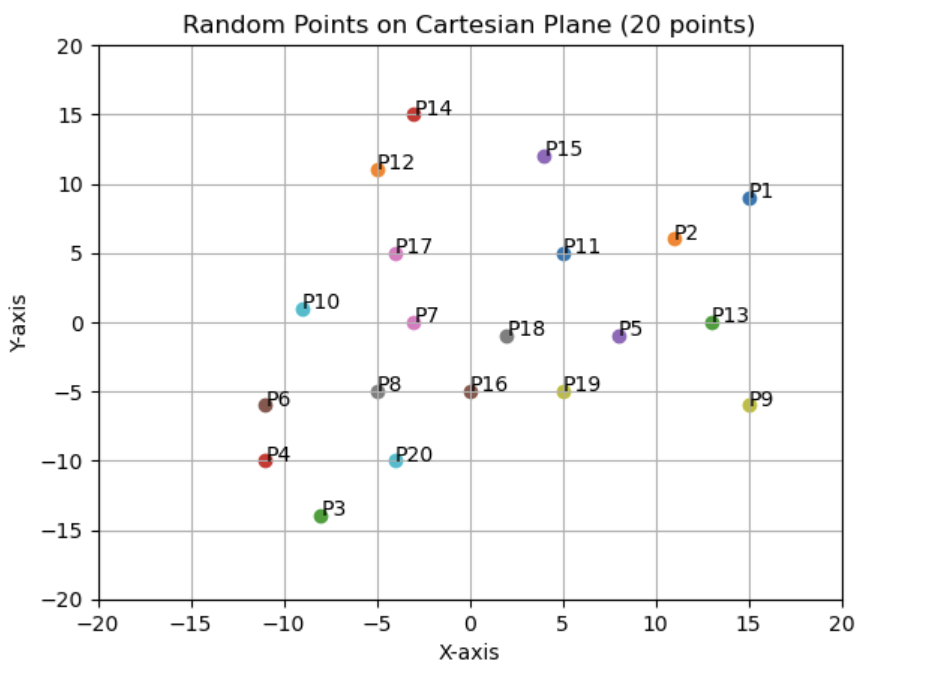 Random Points on Cartesian Plane (20 points)
20
15
10
5
0
−5
−10
−15
−20
Y-axis
P14
P15
P12
P1
P2
P17
P11
P10
P7
P18
P5
P13
P8
P16
P19
P6
P9
P4
P20
P3
−20
−15
−10
−5
0
5
10
15
20
X-axis